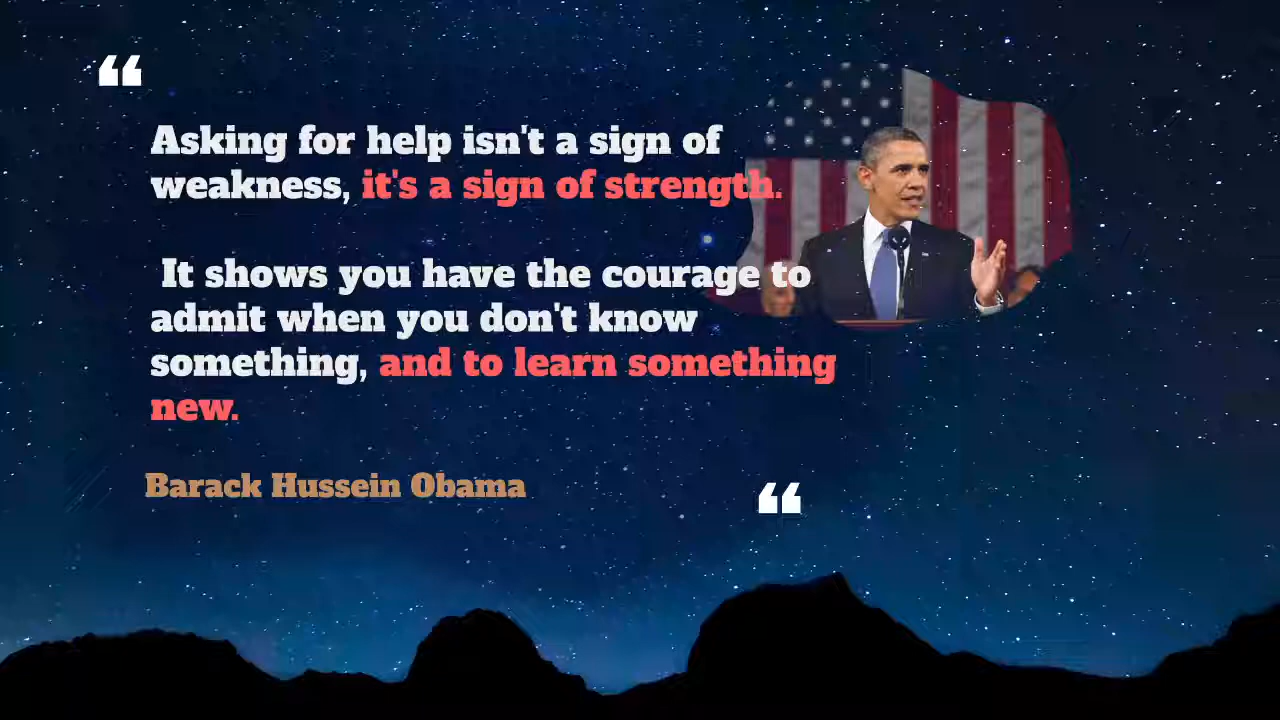 ❝
Asking for help isn't a sign of
weakness, it's a sign of strength.
It shows you have the courage to
admit when you don't know
something, and to learn something
new.
Barack Hussein Obama
❝